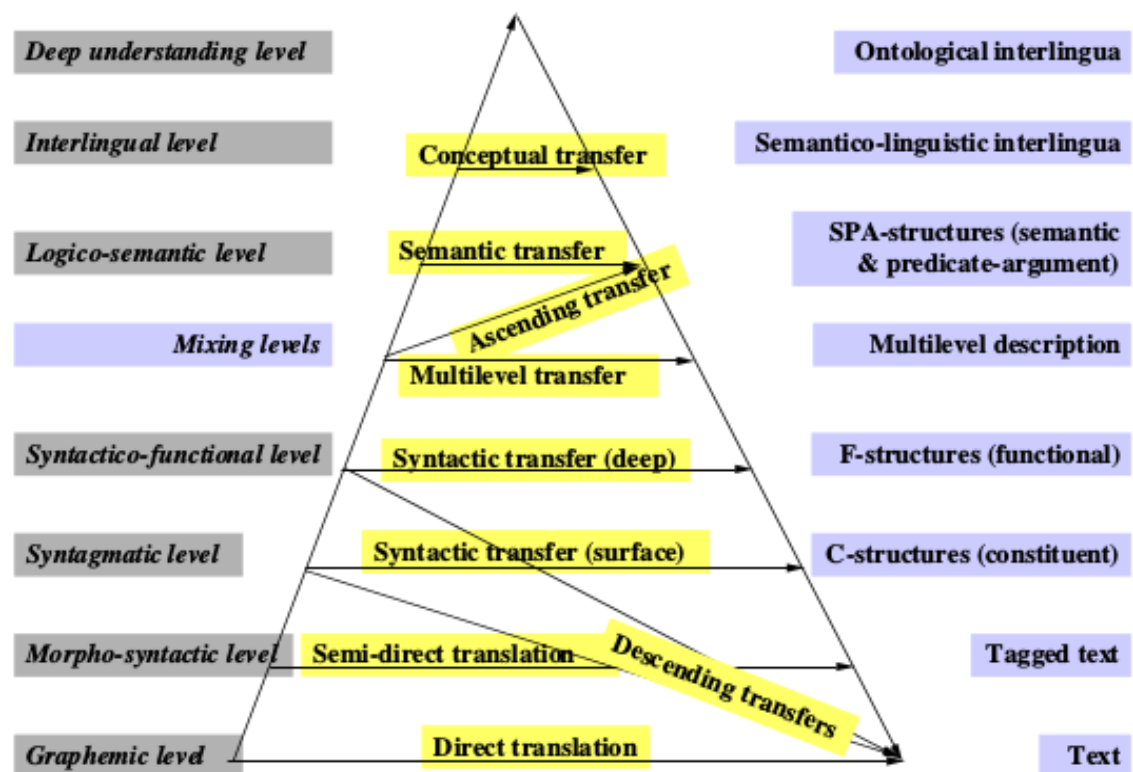 Deep understanding level
Ontological interlingua
Interlingual level
Conceptual transfer
Semantico-linguistic interlingua
Logico-semantic level
Semantic transfer
SPA-structures (semantic
& predicate-argument)
Ascending transfer
Mixing levels
Multilevel transfer
Multilevel description
Syntactico-functional level
Syntactic transfer (deep)
F-structures (functional)
Syntagmatic level
Syntactic transfer (surface)
C-structures (constituent)
Morpho-syntactic level
Semi-direct translation
Descending transfers
Tagged text
Graphemic level
Direct translation
Text